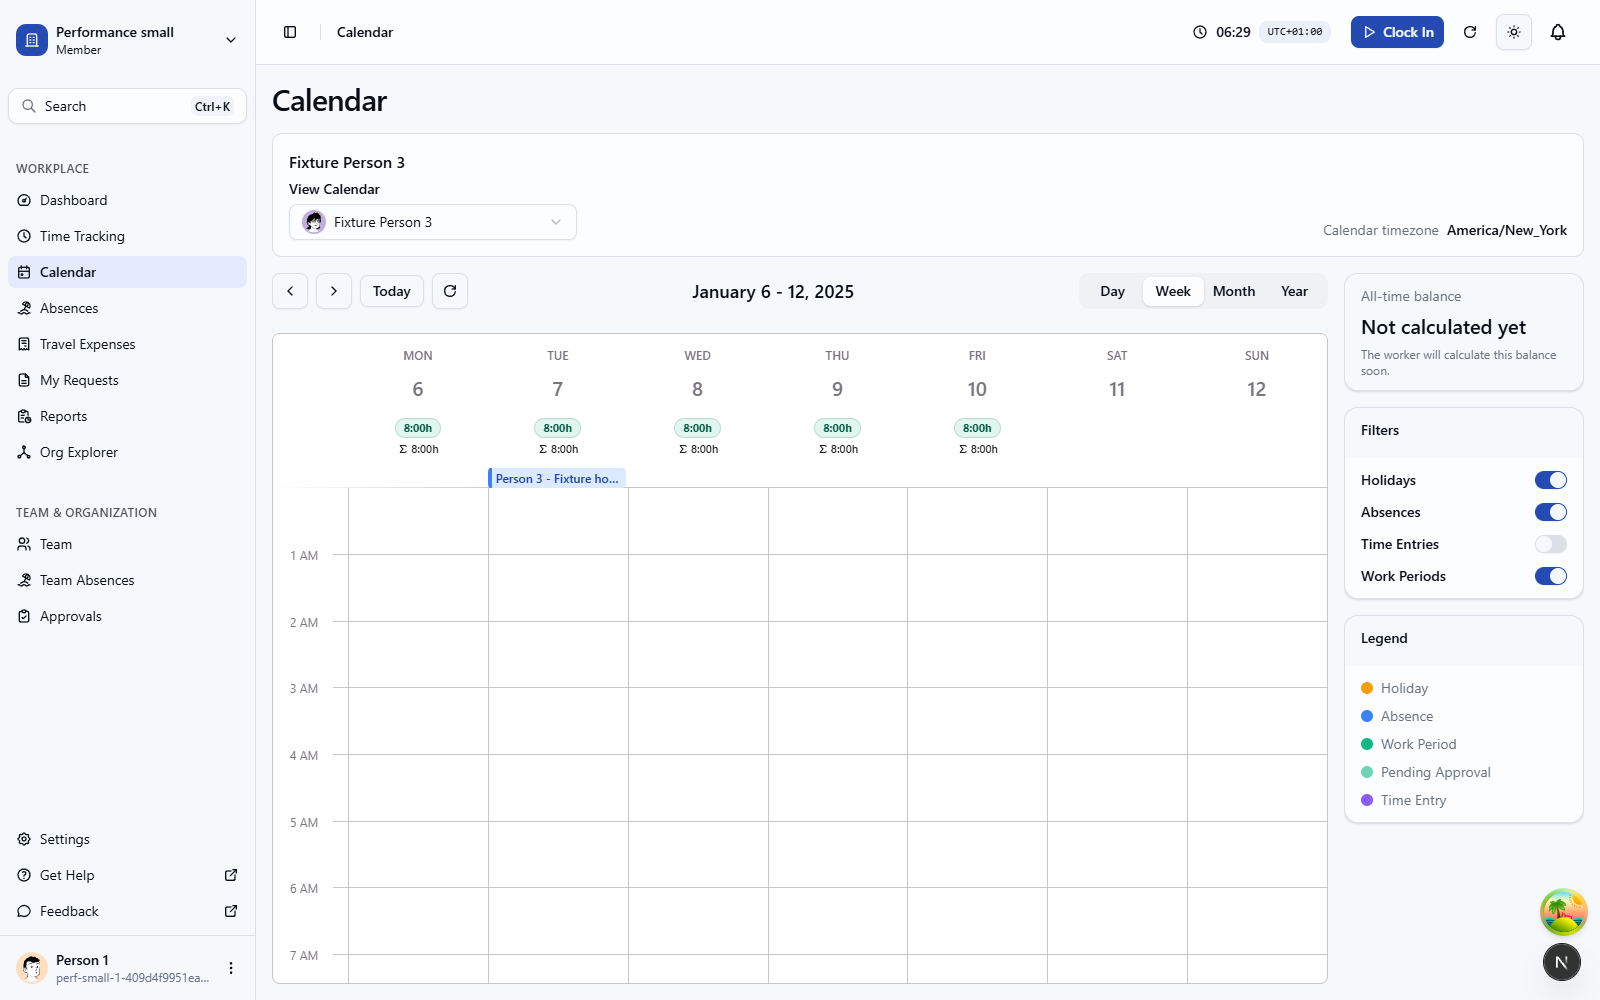 Performance small
Member
Search
Ctrl+K
WORKPLACE
Dashboard
Time Tracking
Calendar
Absences
Travel Expenses
My Requests
Reports
Org Explorer
TEAM & ORGANIZATION
Team
Team Absences
Approvals
Settings
Get Help
Feedback
Person 1
perf-small-1-409d4f9951ea...
Calendar
06:29
UTC+01:00
Clock In
Calendar
Fixture Person 3
View Calendar
Fixture Person 3
Calendar timezone America/New_York
Today
January 6 - 12, 2025
Day Week Month Year
MON TUE WED THU FRI SAT SUN
6 7 8 9 10 11 12
8:00h 8:00h 8:00h 8:00h 8:00h
Σ 8:00h Σ 8:00h Σ 8:00h Σ 8:00h Σ 8:00h
Person 3 - Fixture ho...
1 AM
2 AM
3 AM
4 AM
5 AM
6 AM
7 AM
All-time balance
Not calculated yet
The worker will calculate this balance
soon.
Filters
Holidays
Absences
Time Entries
Work Periods
Legend
Holiday
Absence
Work Period
Pending Approval
Time Entry
N